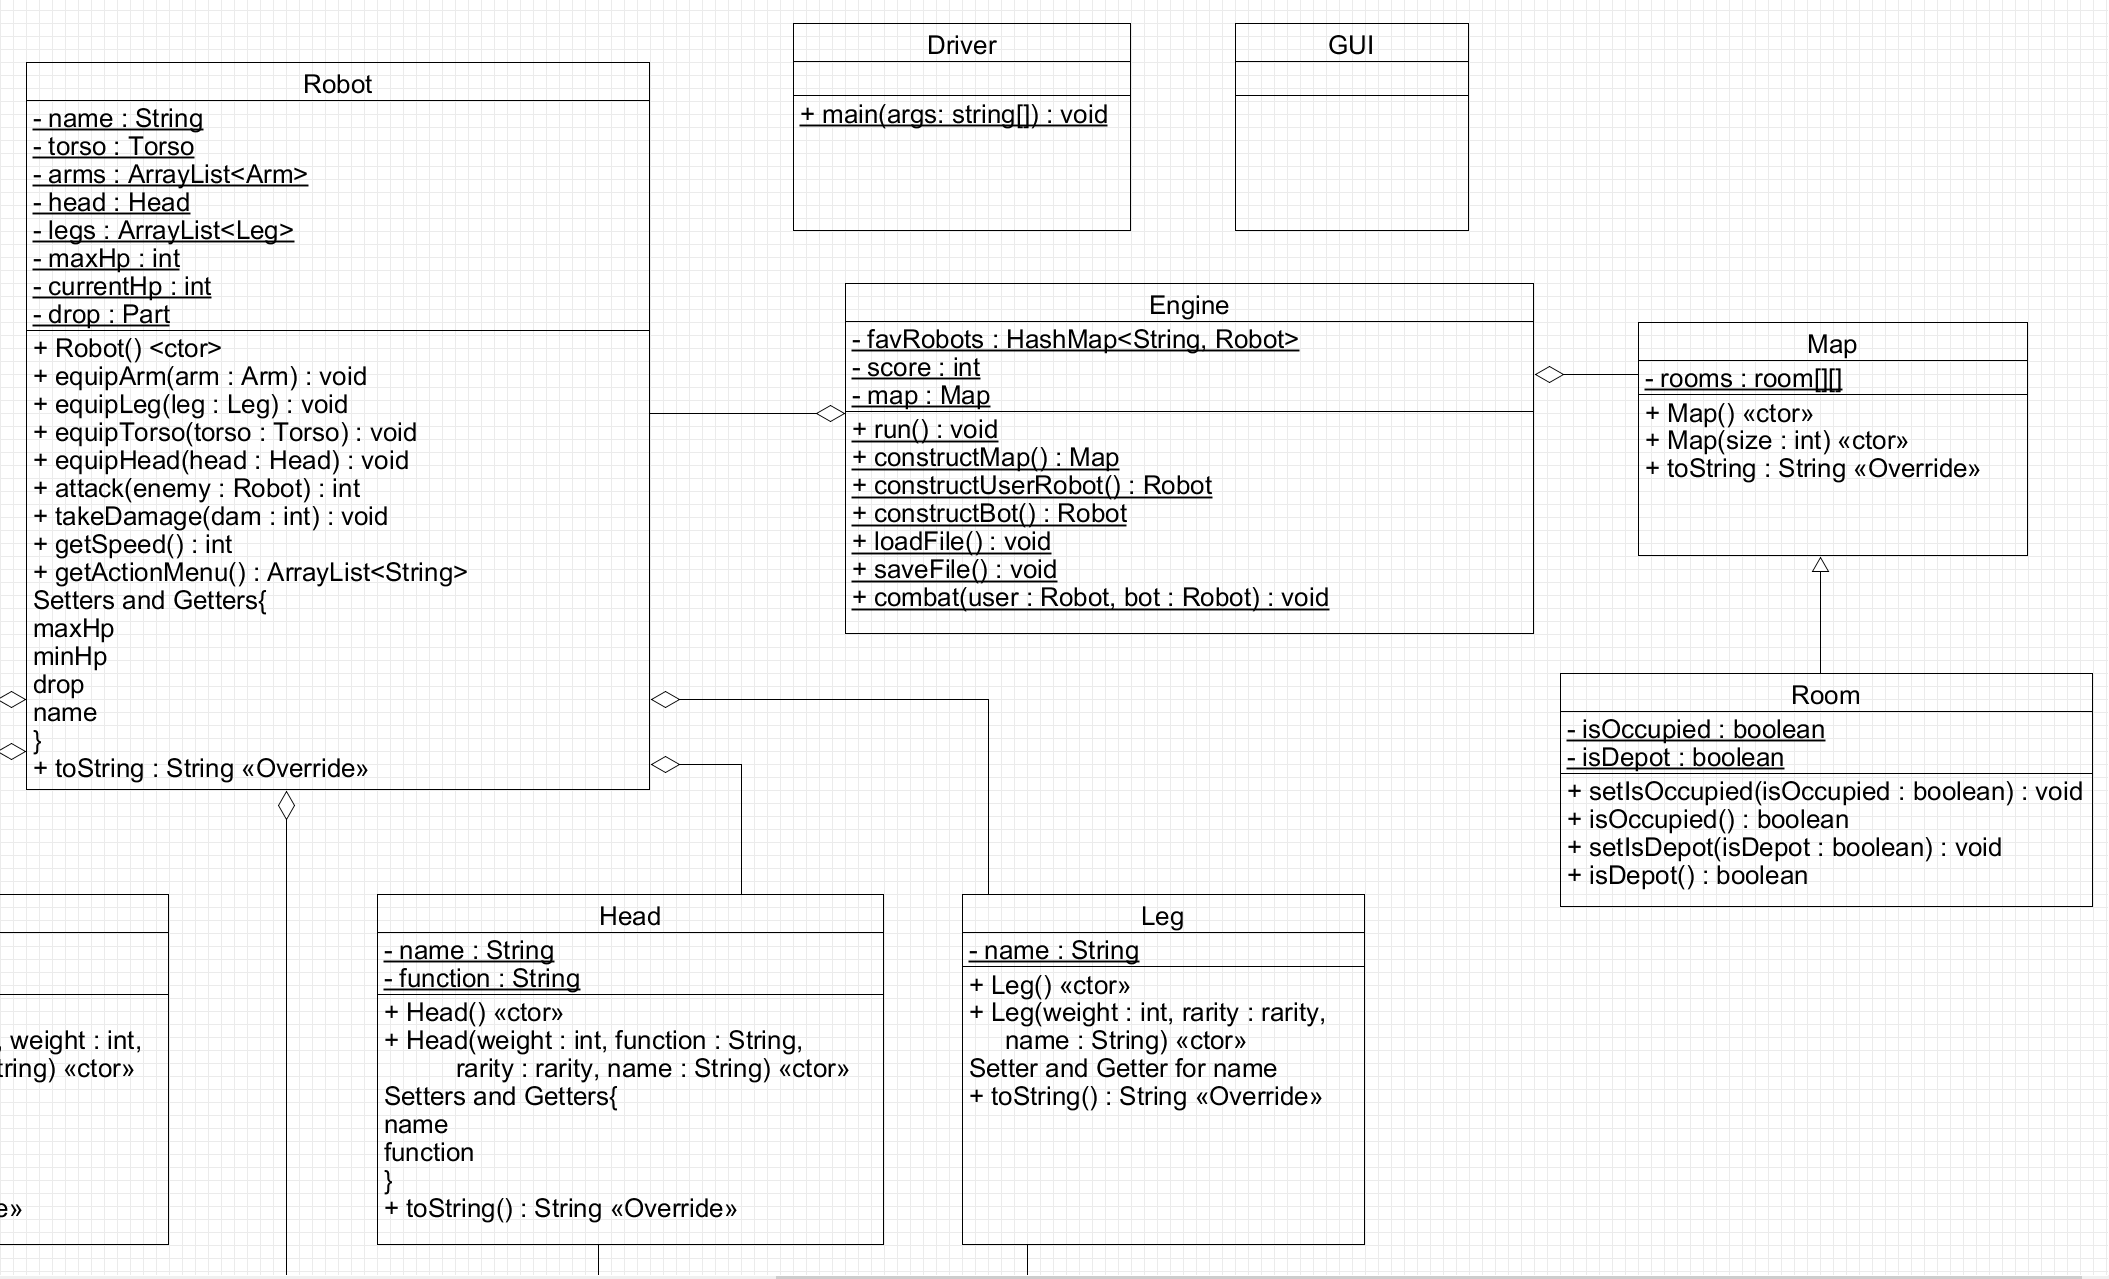 Driver
+ main(args: string[]) : void
GUI
Robot
- name : String
- torso : Torso
- arms : ArrayList<Arm>
- head : Head
- legs : ArrayList<Leg>
- maxHp : int
- currentHp : int
- drop : Part
+ Robot() <ctor>
+ equipArm(arm : Arm) : void
+ equipLeg(leg : Leg) : void
+ equipTorso(torso : Torso) : void
+ equipHead(head : Head) : void
+ attack(enemy : Robot) : int
+ takeDamage(dam : int) : void
+ getSpeed() : int
+ getActionMenu() : ArrayList<String>
Setters and Getters{
maxHp
minHp
drop
name
}
+ toString : String «Override»
Engine
- favRobots : HashMap<String, Robot>
- score : int
- map : Map
+ run() : void
+ constructMap() : Map
+ constructUserRobot() : Robot
+ constructBot() : Robot
+ loadFile() : void
+ saveFile() : void
+ combat(user : Robot, bot : Robot) : void
Map
- rooms : room[][]
+ Map() «ctor»
+ Map(size : int) «ctor»
+ toString : String «Override»
Room
- isOccupied : boolean
- isDepot : boolean
+ setIsOccupied(isOccupied : boolean) : void
+ isOccupied() : boolean
+ setIsDepot(isDepot : boolean) : void
+ isDepot() : boolean
, weight : int,
tring) «ctor»
e»
Head
- name : String
- function : String
+ Head() «ctor»
+ Head(weight : int, function : String,
rarity : rarity, name : String) «ctor»
Setters and Getters{
name
function
}
+ toString() : String «Override»
Leg
- name : String
+ Leg() «ctor»
+ Leg(weight : int, rarity : rarity,
name : String) «ctor»
Setter and Getter for name
+ toString() : String «Override»